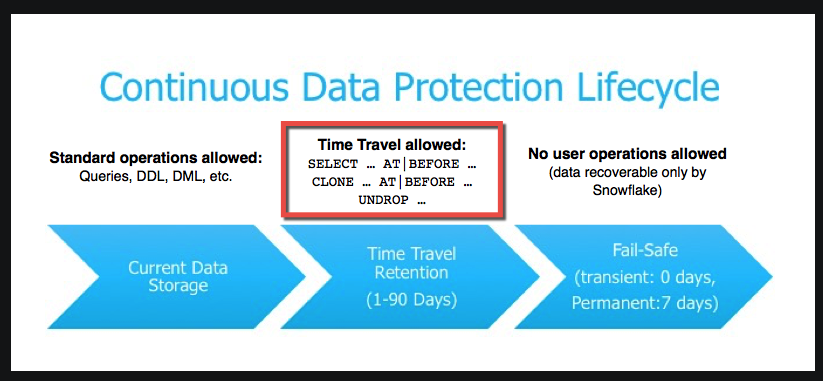 Continuous Data Protection Lifecycle
Standard operations allowed:
Queries, DDL, DML, etc.
Time Travel allowed:
SELECT … AT|BEFORE …
CLONE … AT|BEFORE …
UNDROP …
No user operations allowed
(data recoverable only by
Snowflake)
Current Data
Storage
Time Travel
Retention
(1-90 Days)
Fail-Safe
(transient: 0 days,
Permanent:7 days)